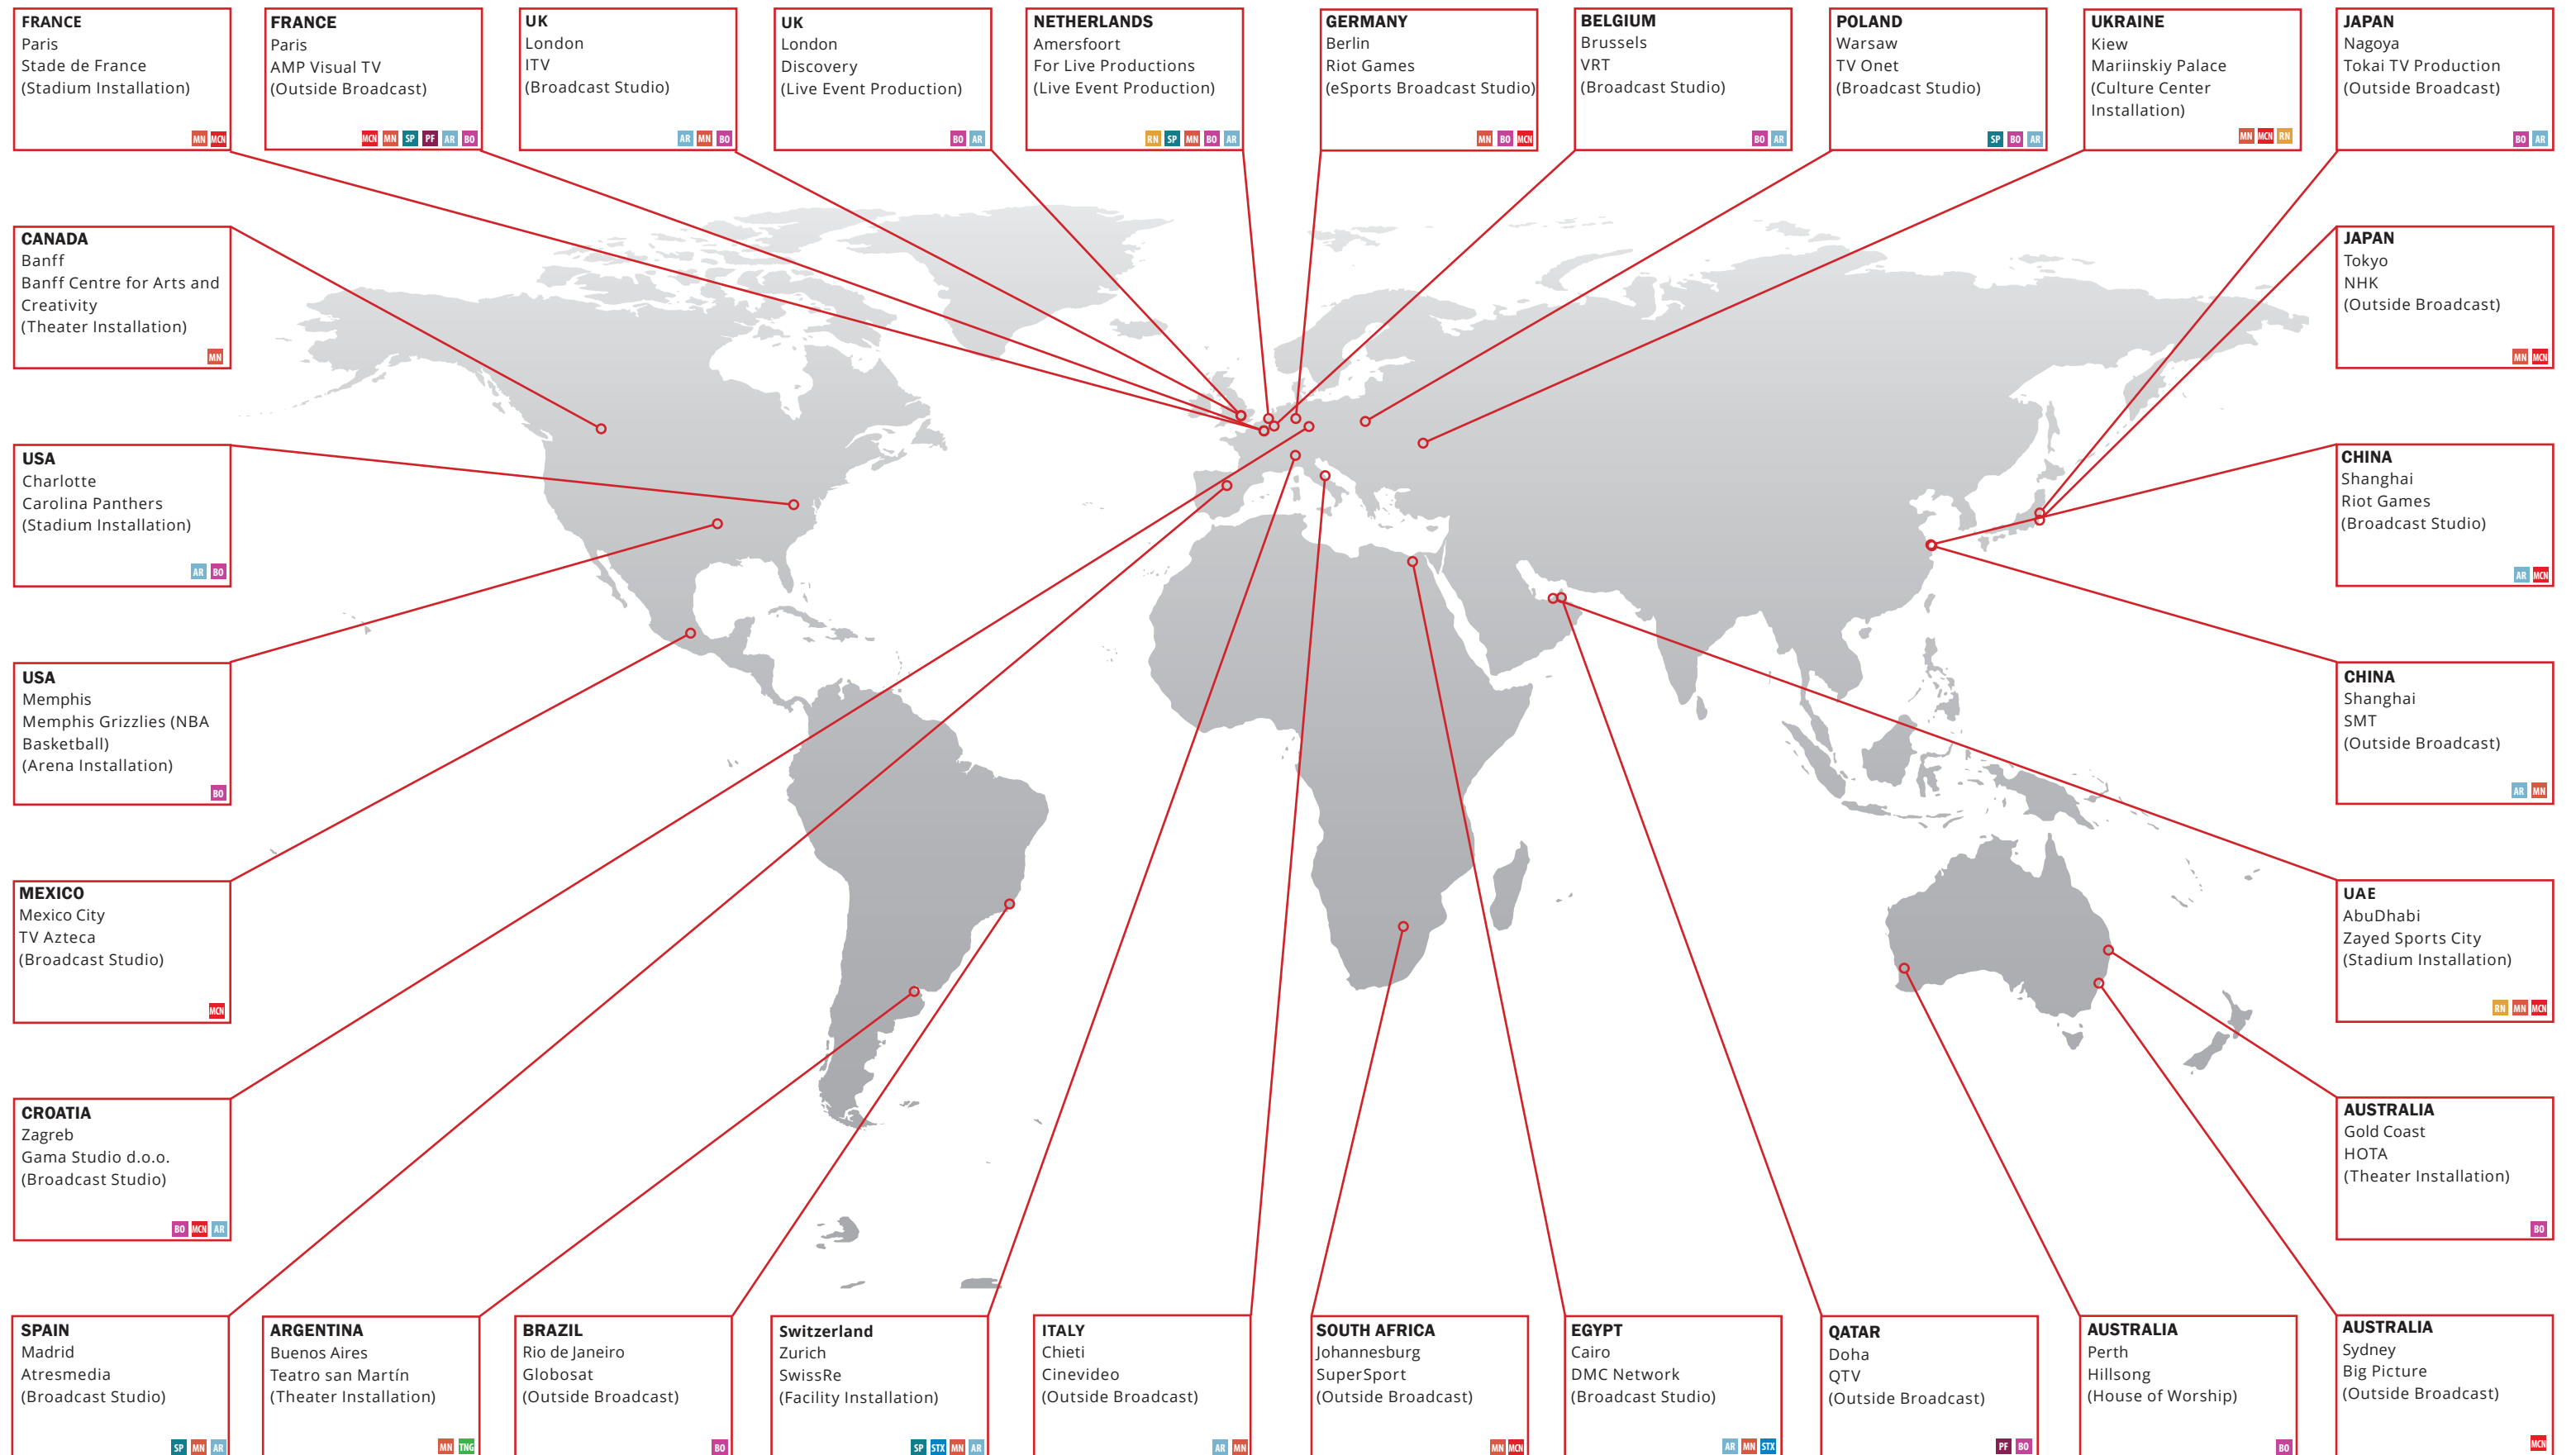 FRANCE
Paris
Stade de France
(Stadium Installation)
MN MCN
FRANCE
Paris
AMP Visual TV
(Outside Broadcast)
MCN MN SP PF AR BO
UK
London
ITV
(Broadcast Studio)
AR MN BO
UK
London
Discovery
(Live Event Production)
BO AR
NETHERLANDS
Amersfoort
For Live Productions
(Live Event Production)
RN SP MN BO AR
GERMANY
Berlin
Riot Games
(eSports Broadcast Studio)
MN BO MCN
BELGIUM
Brussels
VRT
(Broadcast Studio)
BO AR
POLAND
Warsaw
TV Onet
(Broadcast Studio)
SP BO AR
UKRAINE
Kiew
Mariinskiy Palace
(Culture Center
Installation)
MN MCN RN
JAPAN
Nagoya
Tokai TV Production
(Outside Broadcast)
BO AR
CANADA
Banff
Banff Centre for Arts and
Creativity
(Theater Installation)
MN
JAPAN
Tokyo
NHK
(Outside Broadcast)
MN MCN
USA
Charlotte
Carolina Panthers
(Stadium Installation)
AR BO
CHINA
Shanghai
Riot Games
(Broadcast Studio)
AR MCN
USA
Memphis
Memphis Grizzlies (NBA
Basketball)
(Arena Installation)
BO
CHINA
Shanghai
SMT
(Outside Broadcast)
AR MN
MEXICO
Mexico City
TV Azteca
(Broadcast Studio)
MCN
UAE
AbuDhabi
Zayed Sports City
(Stadium Installation)
RN MN MCN
CROATIA
Zagreb
Gama Studio d.o.o.
(Broadcast Studio)
BO MCN AR
AUSTRALIA
Gold Coast
HOTA
(Theater Installation)
BO
SPAIN
Madrid
Atresmedia
(Broadcast Studio)
SP MN AR
ARGENTINA
Buenos Aires
Teatro san Martín
(Theater Installation)
MN TNG
BRAZIL
Rio de Janeiro
Globosat
(Outside Broadcast)
BO
Switzerland
Zurich
SwissRe
(Facility Installation)
SP STX MN AR
ITALY
Chieti
Cinevideo
(Outside Broadcast)
AR MN
SOUTH AFRICA
Johannesburg
SuperSport
(Outside Broadcast)
MN MCN
EGYPT
Cairo
DMC Network
(Broadcast Studio)
AR MN STX
QATAR
Doha
QTV
(Outside Broadcast)
PF BO
AUSTRALIA
Perth
Hillsong
(House of Worship)
BO
AUSTRALIA
Sydney
Big Picture
(Outside Broadcast)
MCN